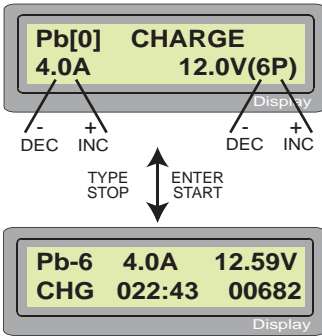 Pb[0] CHARGE
4.0A 12.0V(6P)
Display
- + - +
DEC INC DEC INC
TYPE ENTER
STOP START
Pb-6 4.0A 12.59V
CHG 022:43 00682
Display